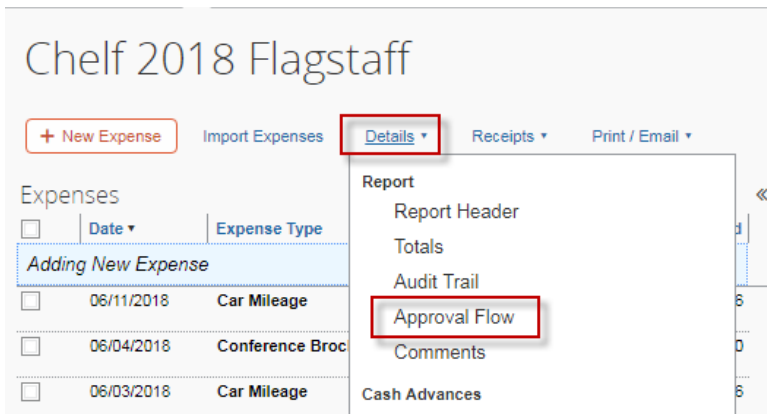 Chelf 2018 Flagstaff
+ New Expense Import Expenses Details ▾ Receipts ▾ Print / Email ▾
Expenses
Report
Report Header
Date ▾ Expense Type
Totals
Adding New Expense
Audit Trail
06/11/2018 Car Mileage
Approval Flow
06/04/2018 Conference
Comments
06/03/2018 Car Mileage
Cash Advances